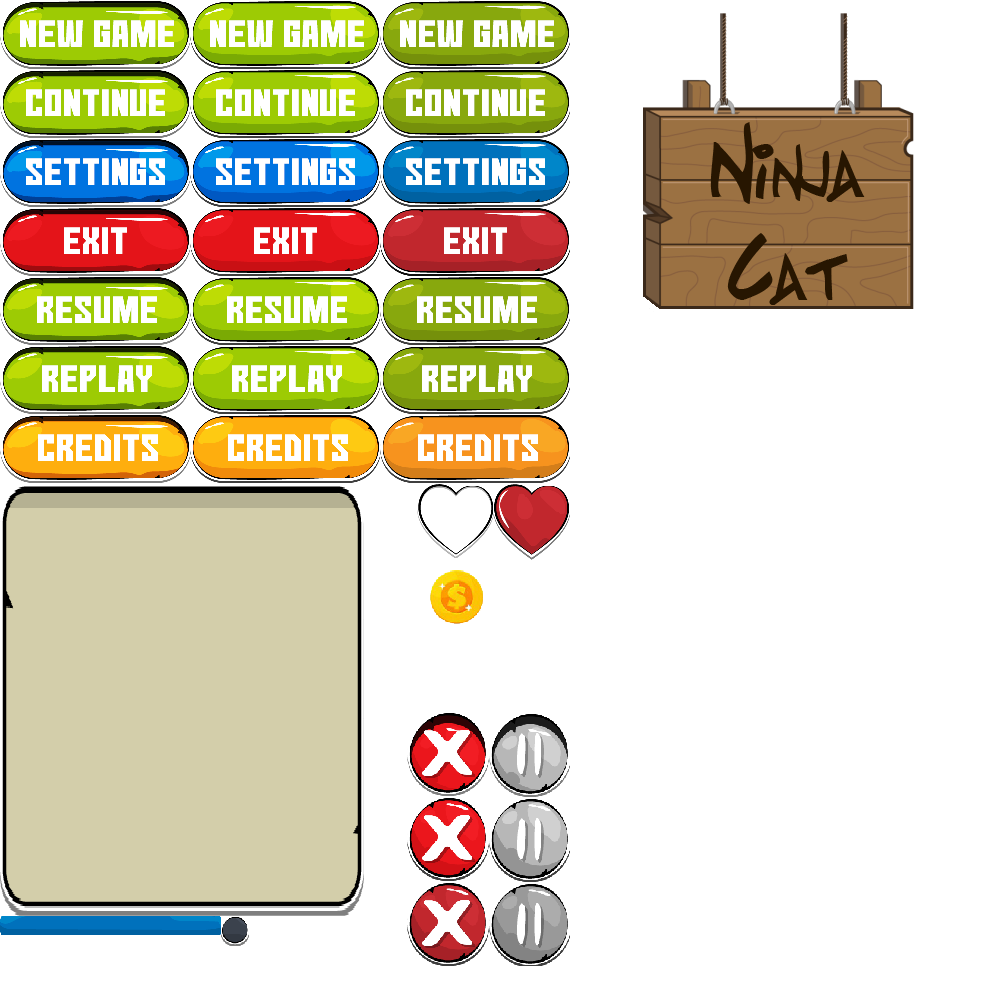 NEW GAME NEW GAME NEW GAME
CONTINUE CONTINUE CONTINUE
SETTINGS SETTINGS SETTINGS
EXIT EXIT EXIT
RESUME RESUME RESUME
REPLAY REPLAY REPLAY
CREDITS CREDITS CREDITS
$
X
X
X
NINJA
CAT